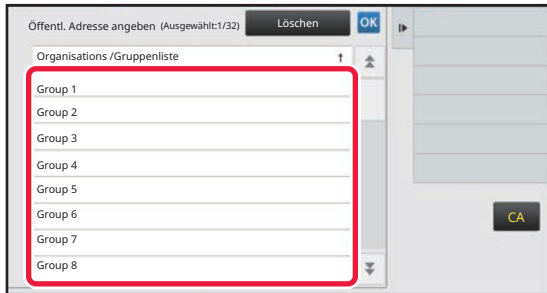 Öffentl. Adresse angeben (Ausgewählt:1/32) Löschen OK
Organisations /Gruppenliste ↑
Group 1
Group 2
Group 3
Group 4
Group 5
Group 6
Group 7
Group 8
CA